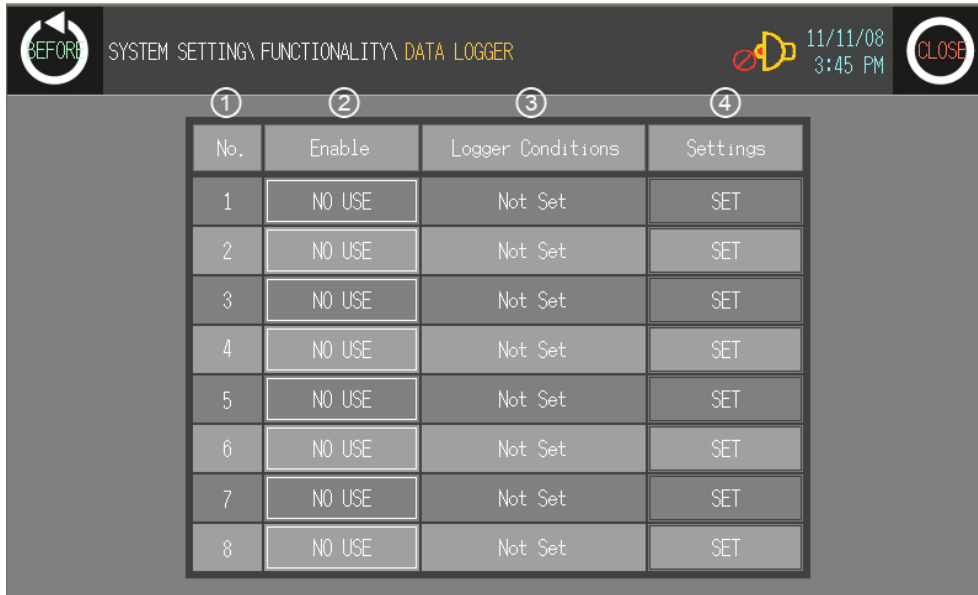 BEFORE SYSTEM SETTING\ FUNCTIONALITY\ DATA LOGGER 11/11/08 CLOSE
3:45 PM
① ② ③ ④
No. Enable Logger Conditions Settings
1 NO USE Not Set SET
2 NO USE Not Set SET
3 NO USE Not Set SET
4 NO USE Not Set SET
5 NO USE Not Set SET
6 NO USE Not Set SET
7 NO USE Not Set SET
8 NO USE Not Set SET